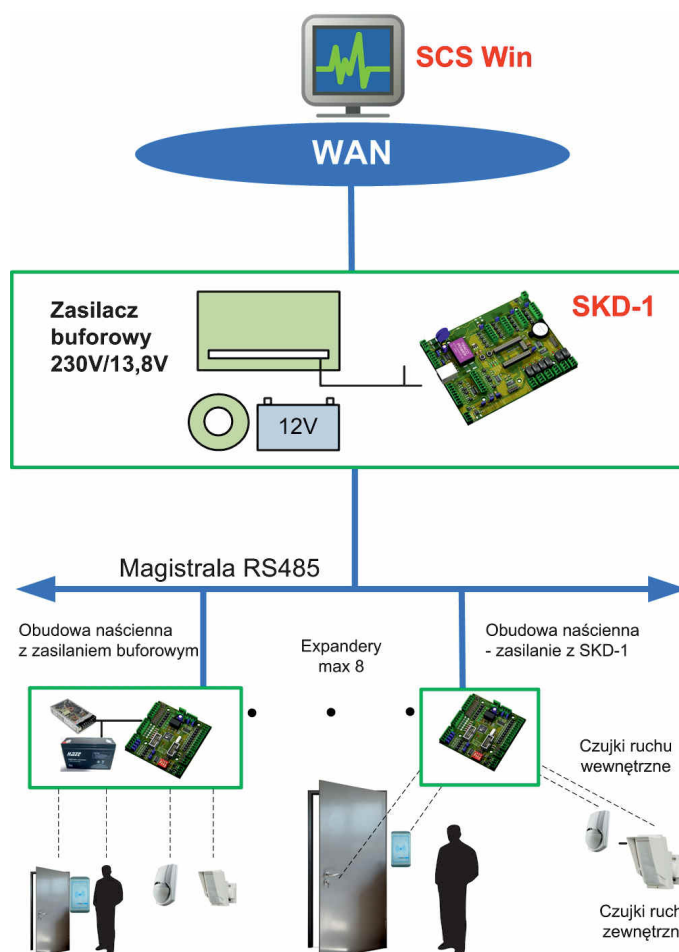 SCS Win
WAN
Zasilacz
buforowy
230V/13,8V
SKD-1
12V
Magistrala RS485
Obudowa naścienna
z zasilaniem buforowym
Expandery
max 8
Obudowa naścienna
- zasilanie z SKD-1
Czujki ruchu
wewnętrzne
Czujki ruch
zewnętrzn